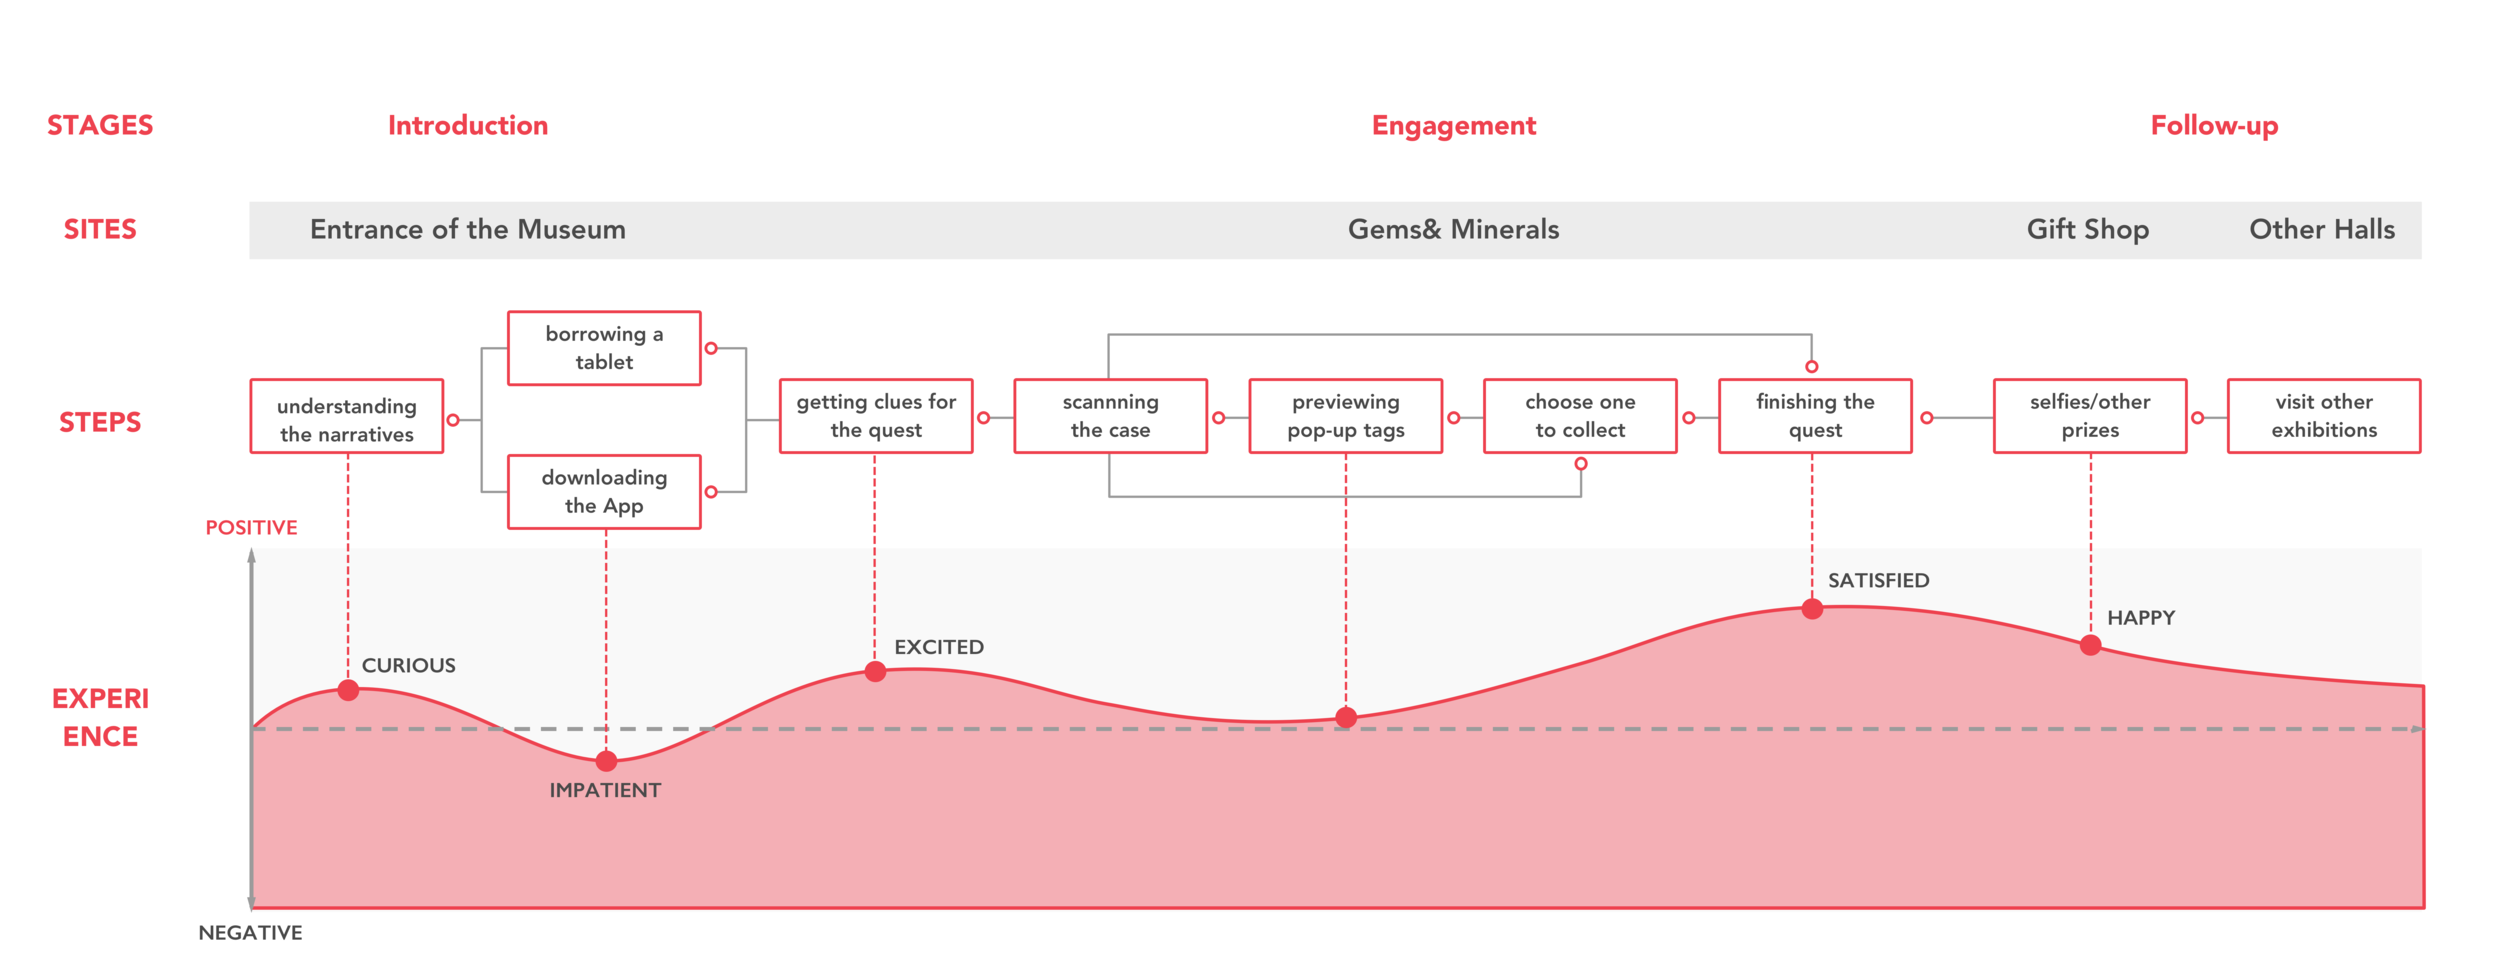 STAGES
Introduction
Engagement
Follow-up
SITES
Entrance of the Museum
Gems& Minerals
Gift Shop
Other Halls
STEPS
understanding
the narratives
borrowing a
tablet
downloading
the App
getting clues for
the quest
scannning
the case
previewing
pop-up tags
choose one
to collect
finishing the
quest
selfies/other
prizes
visit other
exhibitions
EXPERI
ENCE
POSITIVE
CURIOUS
IMPATIENT
EXCITED
SATISFIED
HAPPY
NEGATIVE